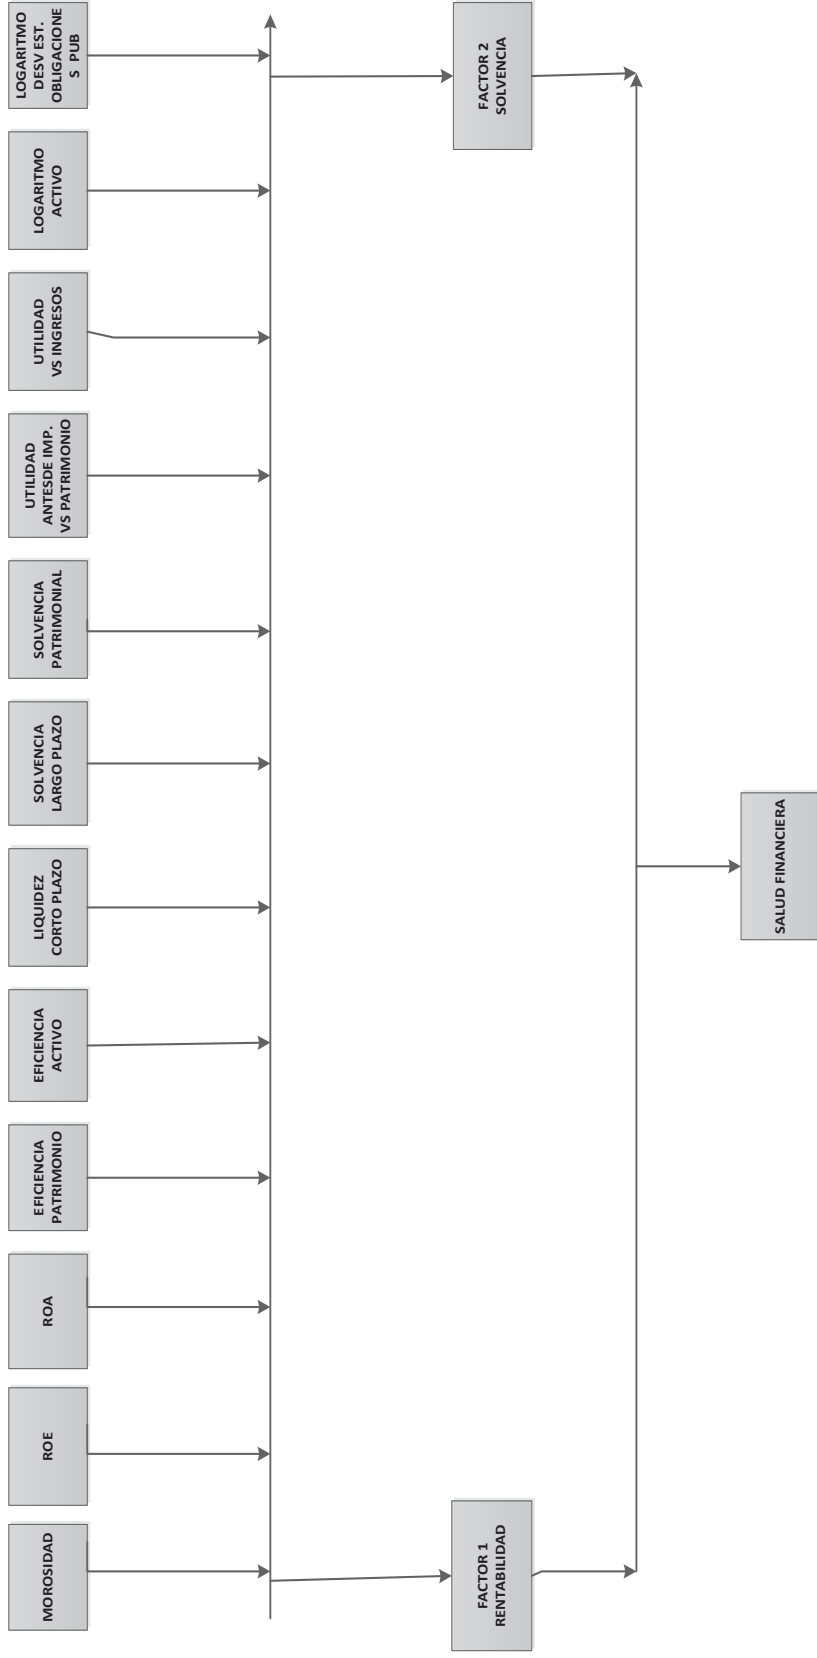 MOROSIDAD
ROE
ROA
EFICIENCIA
PATRIMONIO
EFICIENCIA
ACTIVO
LIQUIDEZ
CORTO PLAZO
SOLVENCIA
LARGO PLAZO
SOLVENCIA
PATRIMONIAL
UTILIDAD
ANTESDE IMP.
VS PATRIMONIO
UTILIDAD
VS INGRESOS
LOGARITMO
ACTIVO
LOGARITMO
DESV EST.
OBLIGACIONE
S PUB
FACTOR 1
RENTABILIDAD
FACTOR 2
SOLVENCIA
SALUD FINANCIERA